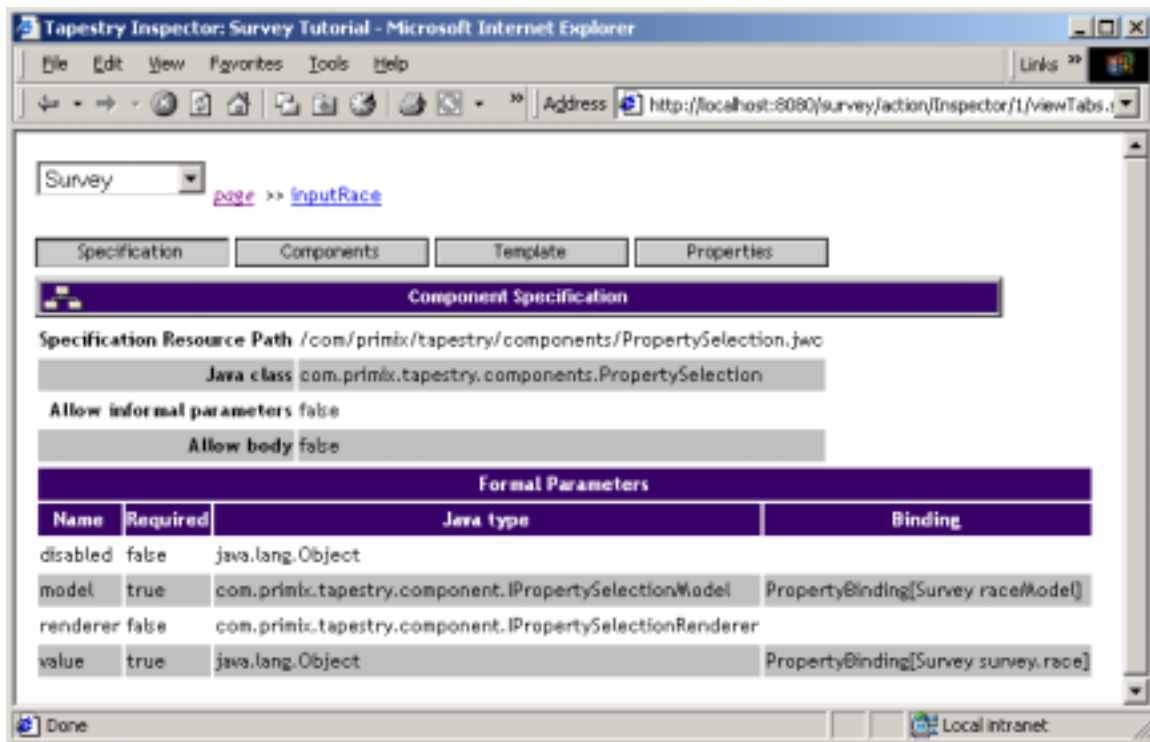 Tapestry Inspector: Survey Tutorial - Microsoft Internet Explorer
File Edit View Favorites Tools Help Links »
» Address http://localhost:8080/survey/action/Inspector/1/viewTabs.
Survey page >> inputRace
Specification Components Template Properties
Component Specification
Specification Resource Path /com/primix/tapestry/components/PropertySelection.jwc
Java class com.primix.tapestry.components.PropertySelection
Allow informal parameters false
Allow body false
Formal Parameters
Name Required Java type Binding
disabled false java.lang.Object
model true com.primix.tapestry.component.IPropertySelectionModel PropertyBinding[Survey raceModel]
renderer false com.primix.tapestry.component.IPropertySelectionRenderer
value true java.lang.Object PropertyBinding[Survey survey.race]
Done Local intranet